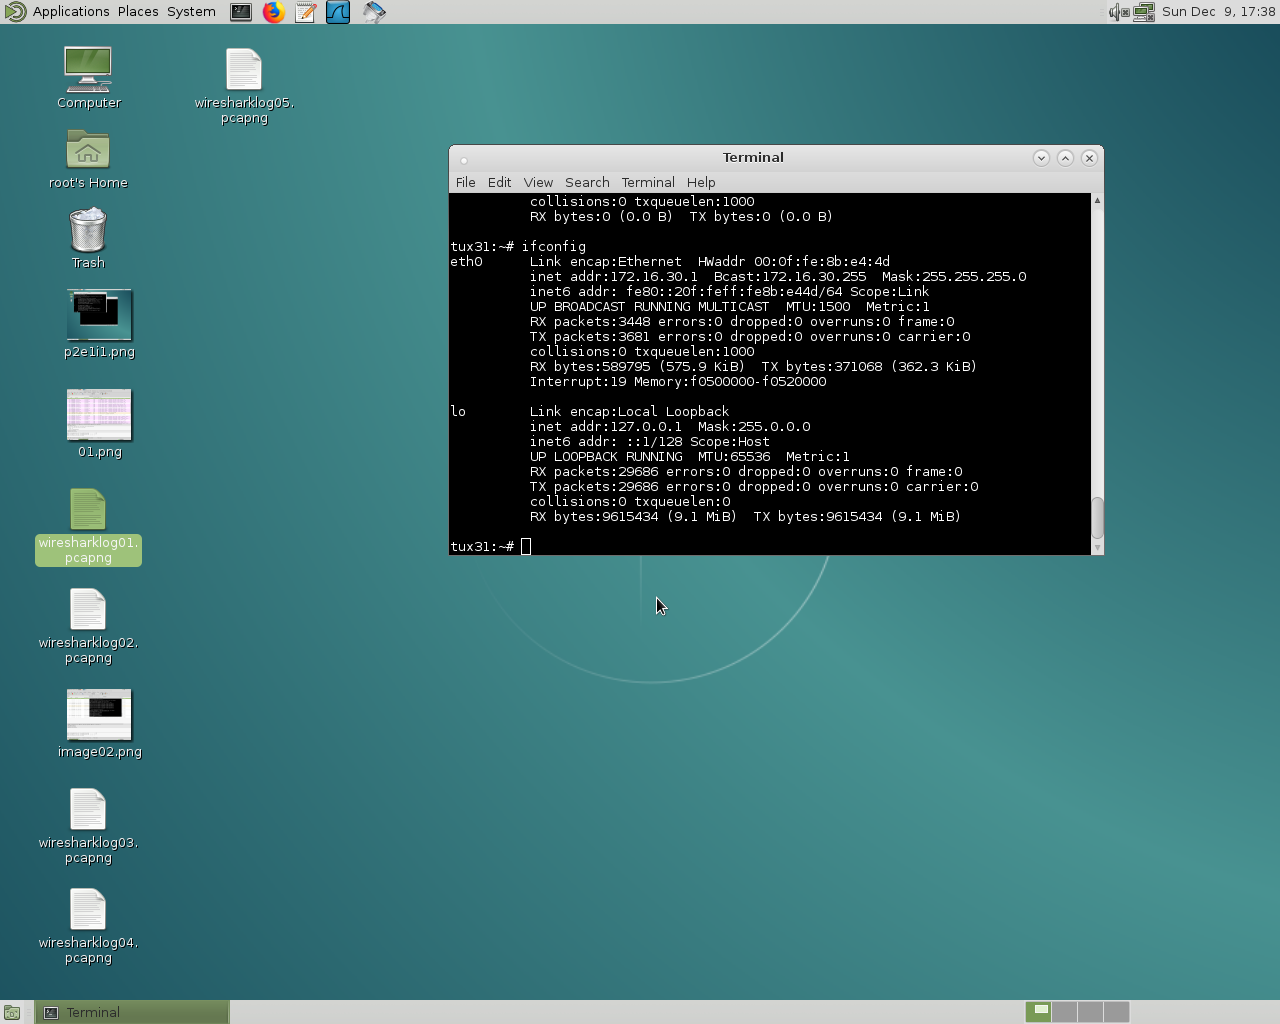 Applications Places System
Sun Dec 9, 17:38
Computer
root's Home
Trash
p2e1i1.png
01.png
wiresharklog01.
pcapng
wiresharklog02.
pcapng
image02.png
wiresharklog03.
pcapng
wiresharklog04.
pcapng
wiresharklog05.
pcapng
Terminal
File Edit View Search Terminal Help
collisions:0 txqueuelen:1000
RX bytes:0 (0.0 B)  TX bytes:0 (0.0 B)
tux31:~# ifconfig
eth0      Link encap:Ethernet  HWaddr 00:0f:fe:8b:e4:4d
inet addr:172.16.30.1  Bcast:172.16.30.255  Mask:255.255.255.0
inet6 addr: fe80::20f:feff:fe8b:e44d/64 Scope:Link
UP BROADCAST RUNNING MULTICAST  MTU:1500  Metric:1
RX packets:3448 errors:0 dropped:0 overruns:0 frame:0
TX packets:3681 errors:0 dropped:0 overruns:0 carrier:0
collisions:0 txqueuelen:1000
RX bytes:589795 (575.9 KiB)  TX bytes:371068 (362.3 KiB)
Interrupt:19 Memory:f0500000-f0520000
lo        Link encap:Local Loopback
inet addr:127.0.0.1  Mask:255.0.0.0
inet6 addr: ::1/128 Scope:Host
UP LOOPBACK RUNNING  MTU:65536  Metric:1
RX packets:29686 errors:0 dropped:0 overruns:0 frame:0
TX packets:29686 errors:0 dropped:0 overruns:0 carrier:0
collisions:0 txqueuelen:0
RX bytes:9615434 (9.1 MiB)  TX bytes:9615434 (9.1 MiB)
tux31:~#
Terminal